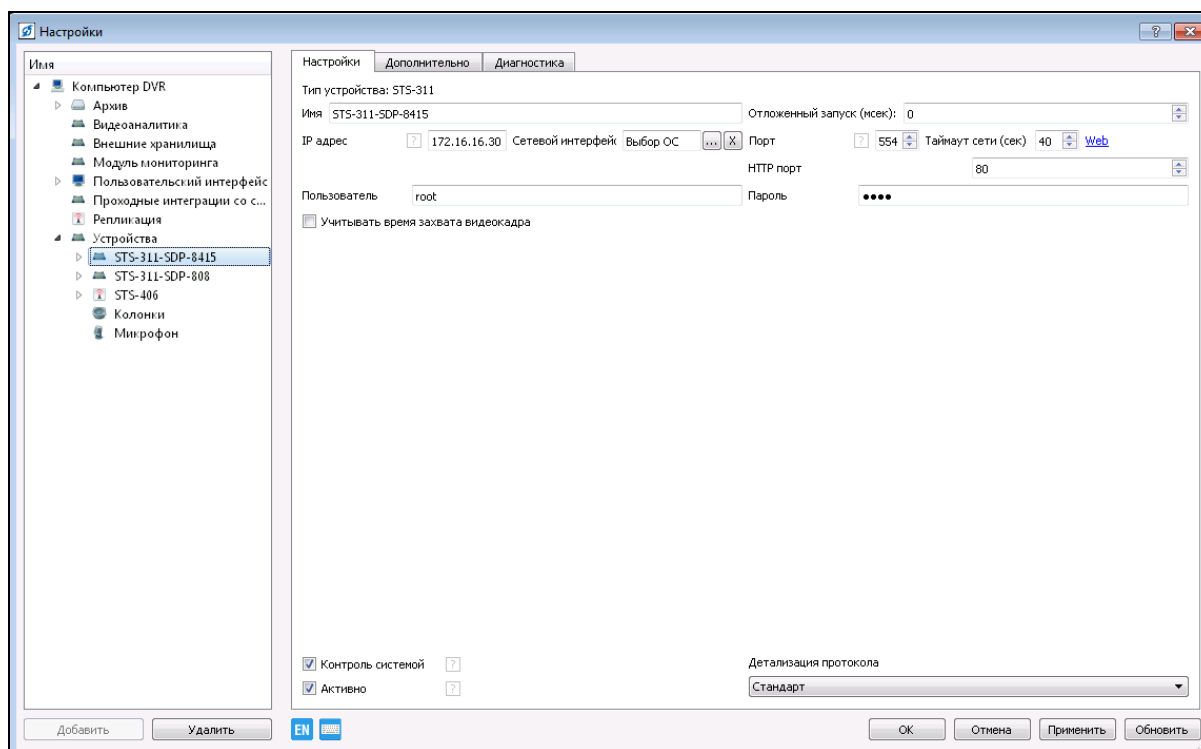 Настройки
?
Имя
Компьютер DVR
Архив
Видеоаналитика
Внешние хранилища
Модуль мониторинга
Пользовательский интерфейс
Проходные интеграции со с...
Репликация
Устройства
STS-311-SDP-8415
STS-311-SDP-808
STS-406
Колонки
Микрофон
Добавить Удалить
Настройки Дополнительно Диагностика
Тип устройства: STS-311
Имя STS-311-SDP-8415 Отложенный запуск (мсек): 0
IP адрес ? 172.16.16.30 Сетевой интерфейс Выбор ОС ... X Порт ? 554 Таймаут сети (сек) 40 Web
HTTP порт 80
Пользователь root Пароль ●●●●
Учитывать время захвата видеокадра
Контроль системой ?
Активно ?
Детализация протокола
Стандарт
EN
OK Отмена Применить Обновить